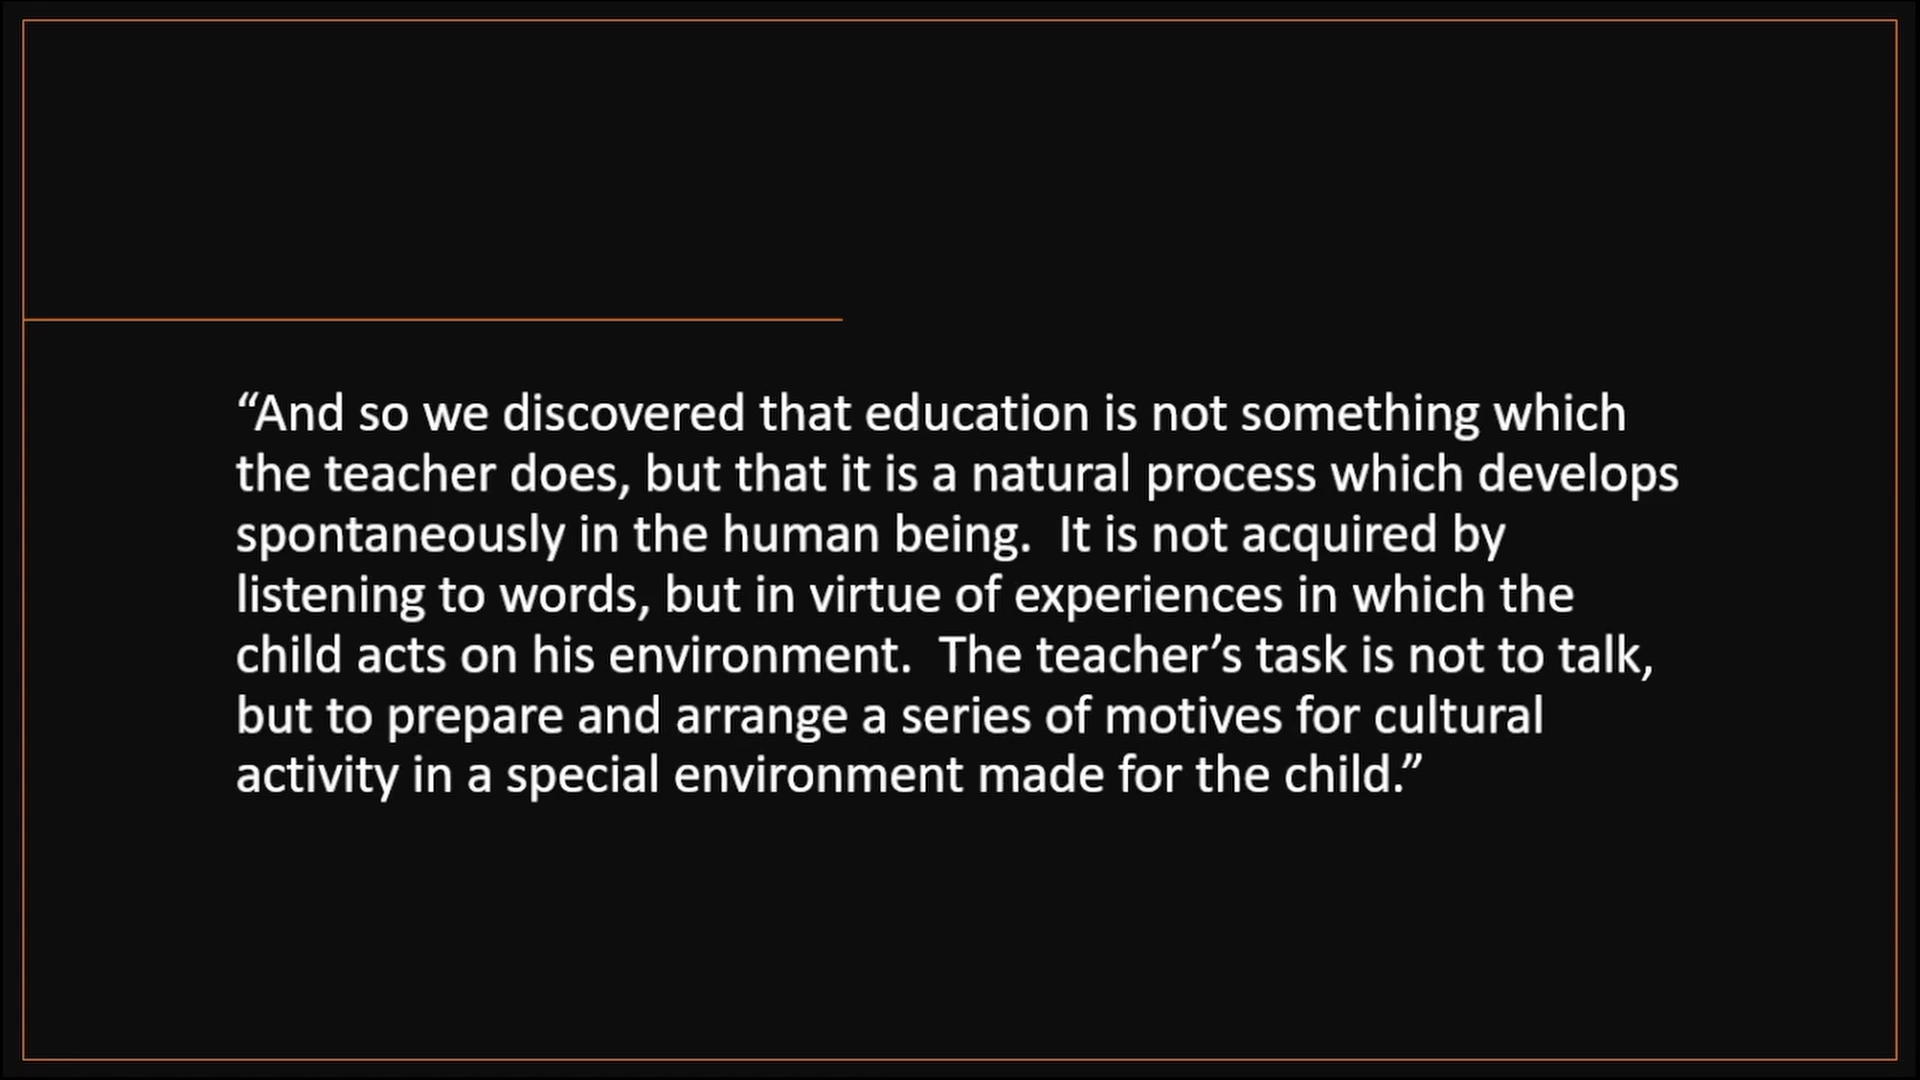 “And so we discovered that education is not something which
the teacher does, but that it is a natural process which develops
spontaneously in the human being.  It is not acquired by
listening to words, but in virtue of experiences in which the
child acts on his environment.  The teacher’s task is not to talk,
but to prepare and arrange a series of motives for cultural
activity in a special environment made for the child.”